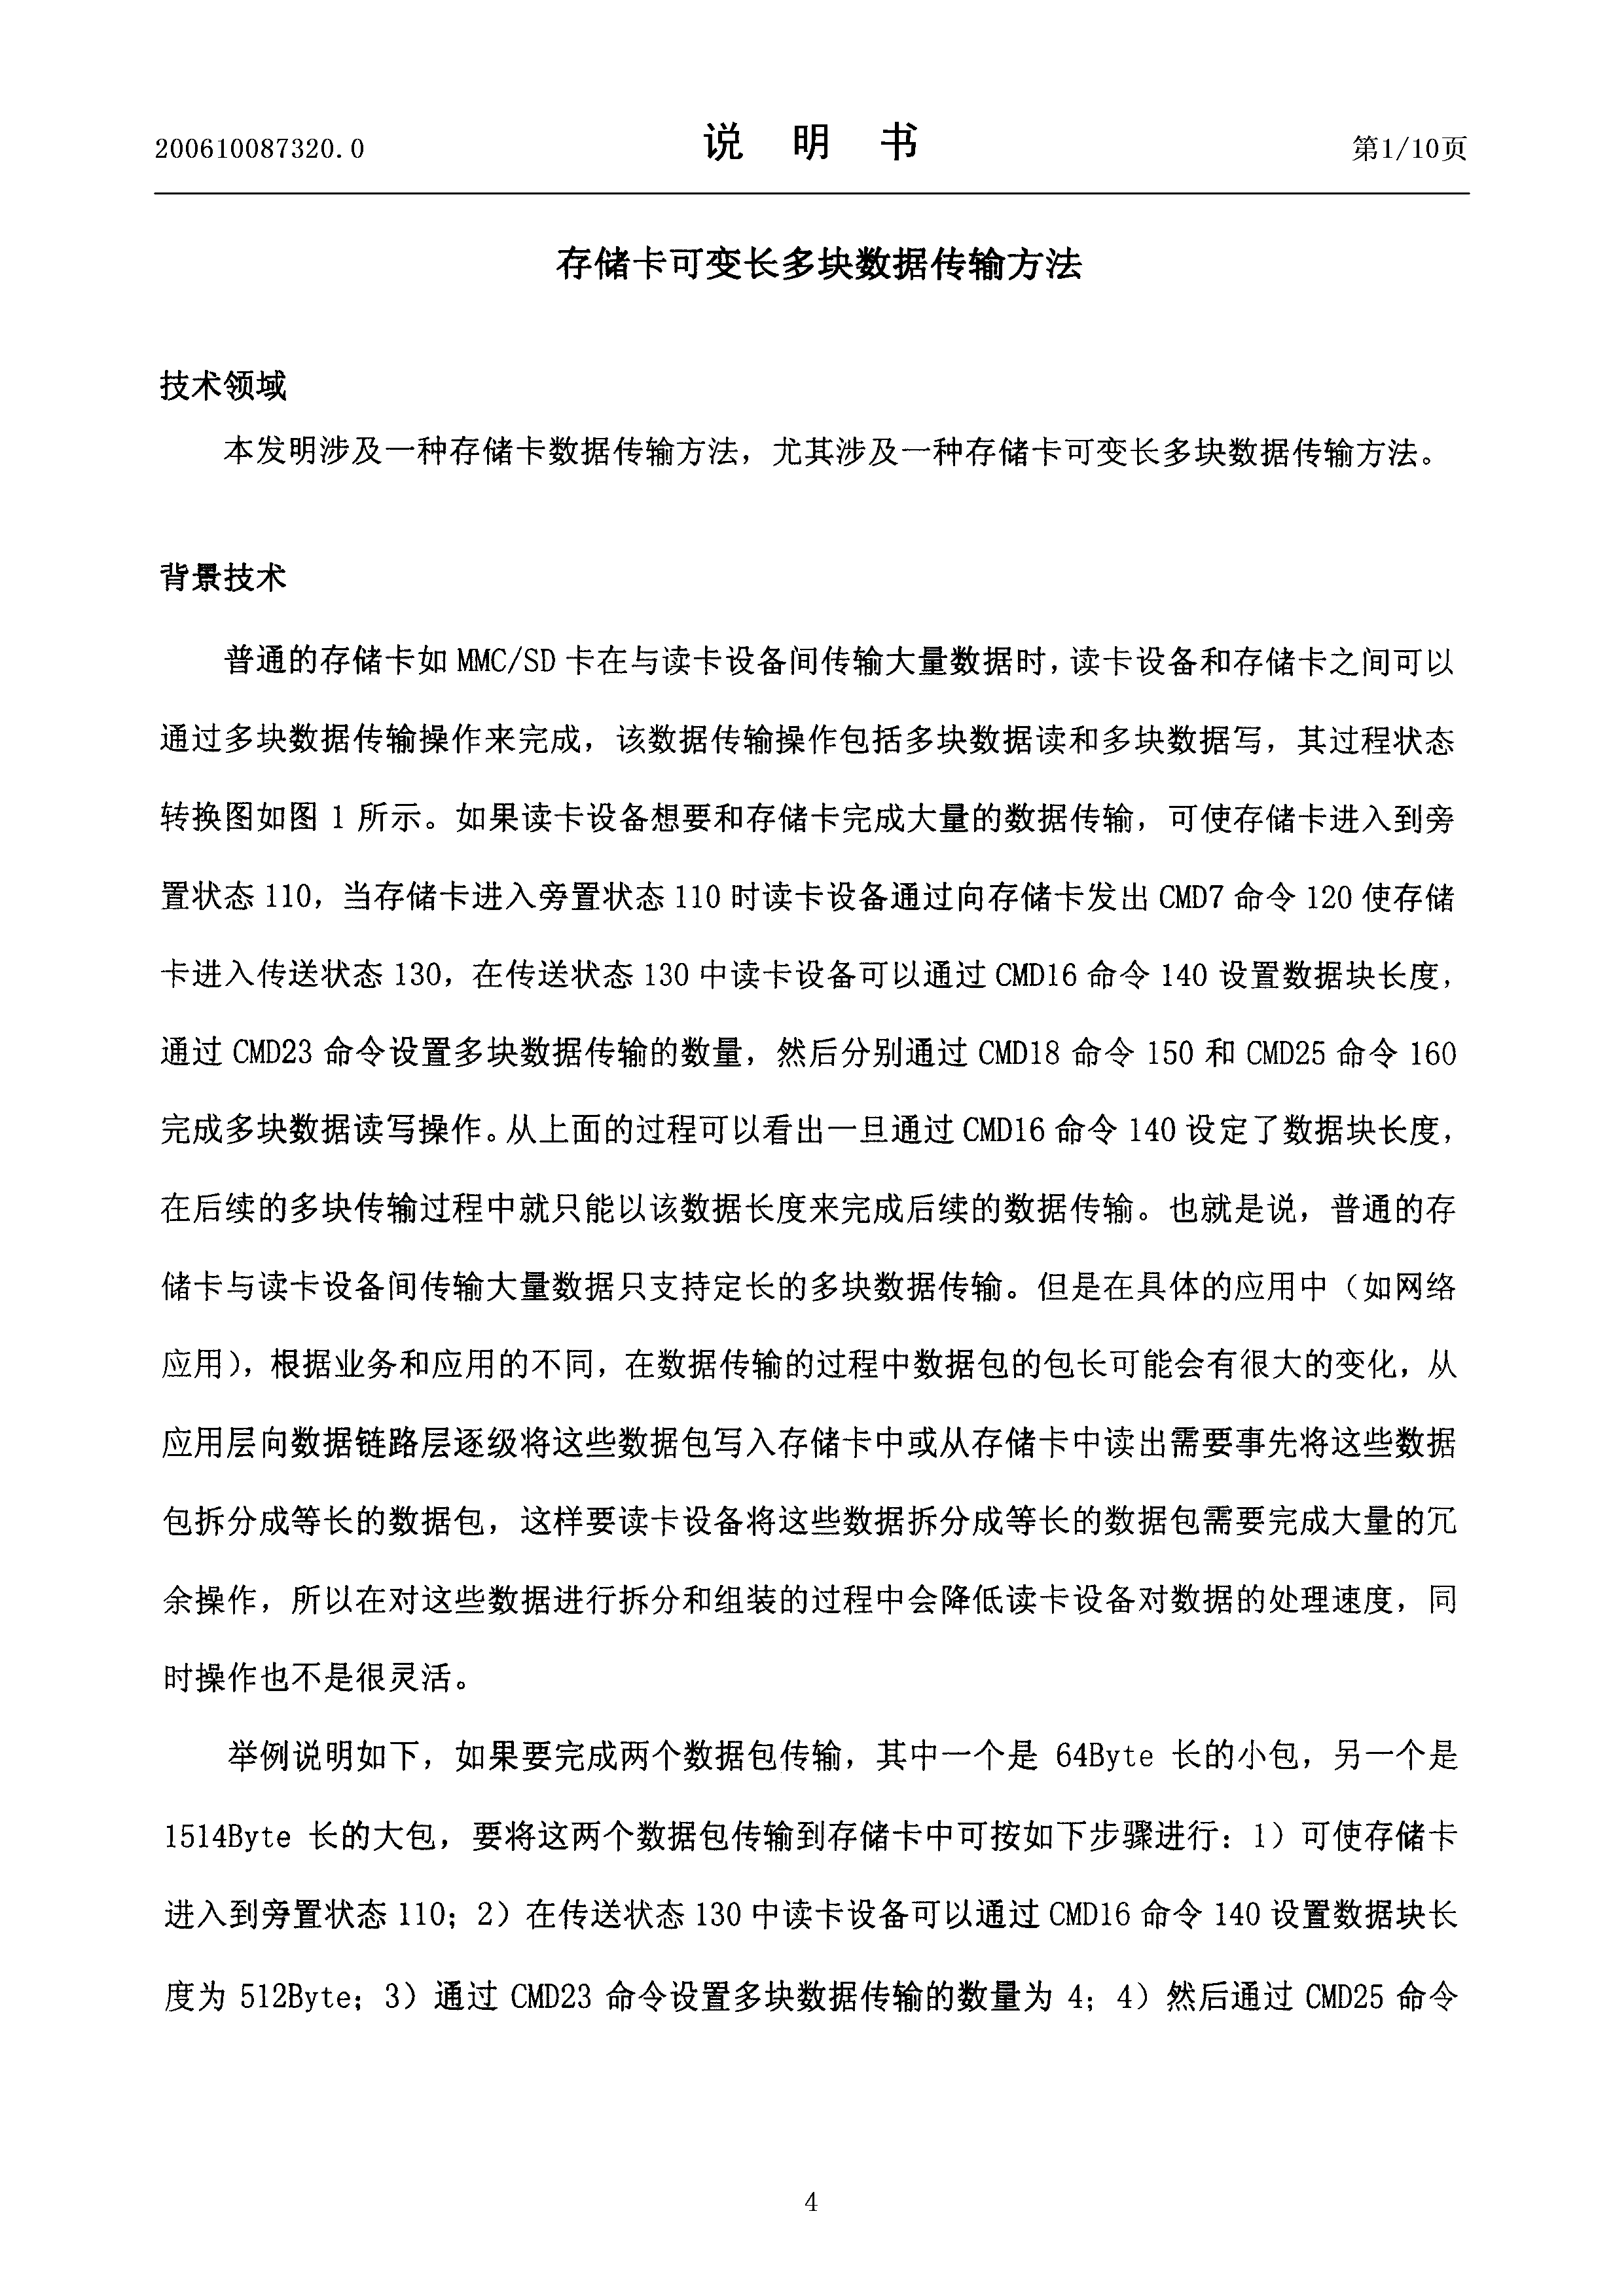 200610087320.0 说 明 书 第1/10页
存储卡可变长多块数据传输方法
技术领域
本发明涉及一种存储卡数据传输方法，尤其涉及一种存储卡可变长多块数据传输方法。
背景技术
普通的存储卡如 MMC/SD 卡在与读卡设备间传输大量数据时，读卡设备和存储卡之间可以
通过多块数据传输操作来完成，该数据传输操作包括多块数据读和多块数据写，其过程状态
转换图如图 1 所示。如果读卡设备想要和存储卡完成大量的数据传输，可使存储卡进入到旁
置状态 110，当存储卡进入旁置状态 110 时读卡设备通过向存储卡发出 CMD7 命令 120 使存储
卡进入传送状态 130，在传送状态 130 中读卡设备可以通过 CMD16 命令 140 设置数据块长度，
通过 CMD23 命令设置多块数据传输的数量，然后分别通过 CMD18 命令 150 和 CMD25 命令 160
完成多块数据读写操作。从上面的过程可以看出一旦通过 CMD16 命令 140 设定了数据块长度，
在后续的多块传输过程中就只能以该数据长度来完成后续的数据传输。也就是说，普通的存
储卡与读卡设备间传输大量数据只支持定长的多块数据传输。但是在具体的应用中（如网络
应用），根据业务和应用的不同，在数据传输的过程中数据包的包长可能会有很大的变化，从
应用层向数据链路层逐级将这些数据包写入存储卡中或从存储卡中读出需要事先将这些数据
包拆分成等长的数据包，这样要读卡设备将这些数据拆分成等长的数据包需要完成大量的冗
余操作，所以在对这些数据进行拆分和组装的过程中会降低读卡设备对数据的处理速度，同
时操作也不是很灵活。
举例说明如下，如果要完成两个数据包传输，其中一个是 64Byte 长的小包，另一个是
1514Byte 长的大包，要将这两个数据包传输到存储卡中可按如下步骤进行：1）可使存储卡
进入到旁置状态 110；2）在传送状态 130 中读卡设备可以通过 CMD16 命令 140 设置数据块长
度为 512Byte；3）通过 CMD23 命令设置多块数据传输的数量为 4；4）然后通过 CMD25 命令
4